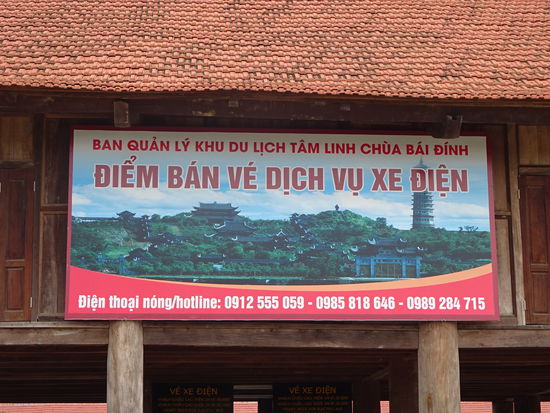 BAN QUẢN LÝ KHU DU LỊCH TÂM LINH CHÙA BÁI ĐÍNH
ĐIỂM BÁN VÉ DỊCH VỤ XE ĐIỆN
Điện thoại nóng/hotline: 0912 555 059 - 0985 818 646 - 0989 284 715
VÉ XE ĐIỆN VÉ XE ĐIỆN